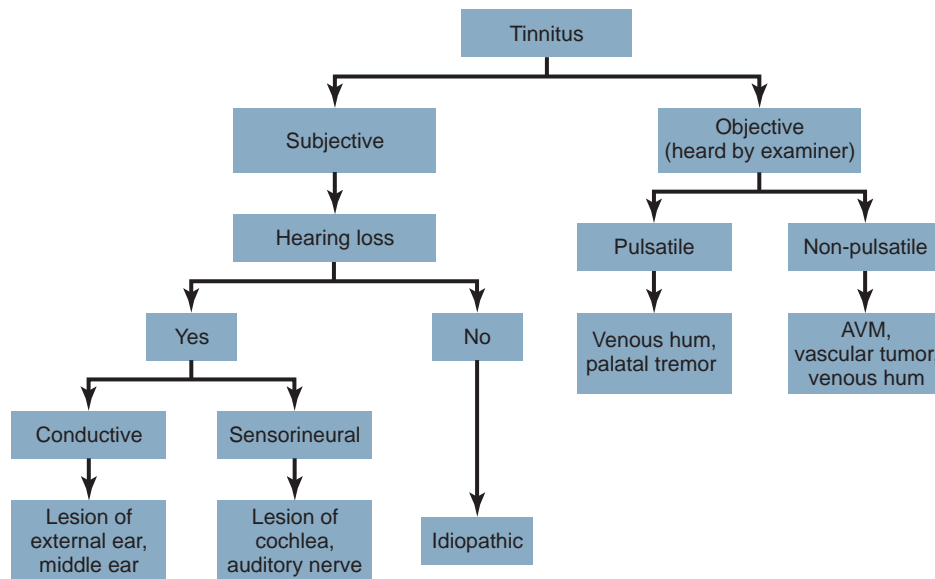 Tinnitus
Subjective
Objective
(heard by examiner)
Hearing loss
Pulsatile
Non-pulsatile
Yes
No
Venous hum,
palatal tremor
AVM,
vascular tumor,
venous hum
Conductive
Sensorineural
Lesion of
external ear,
middle ear
Lesion of
cochlea,
auditory nerve
Idiopathic